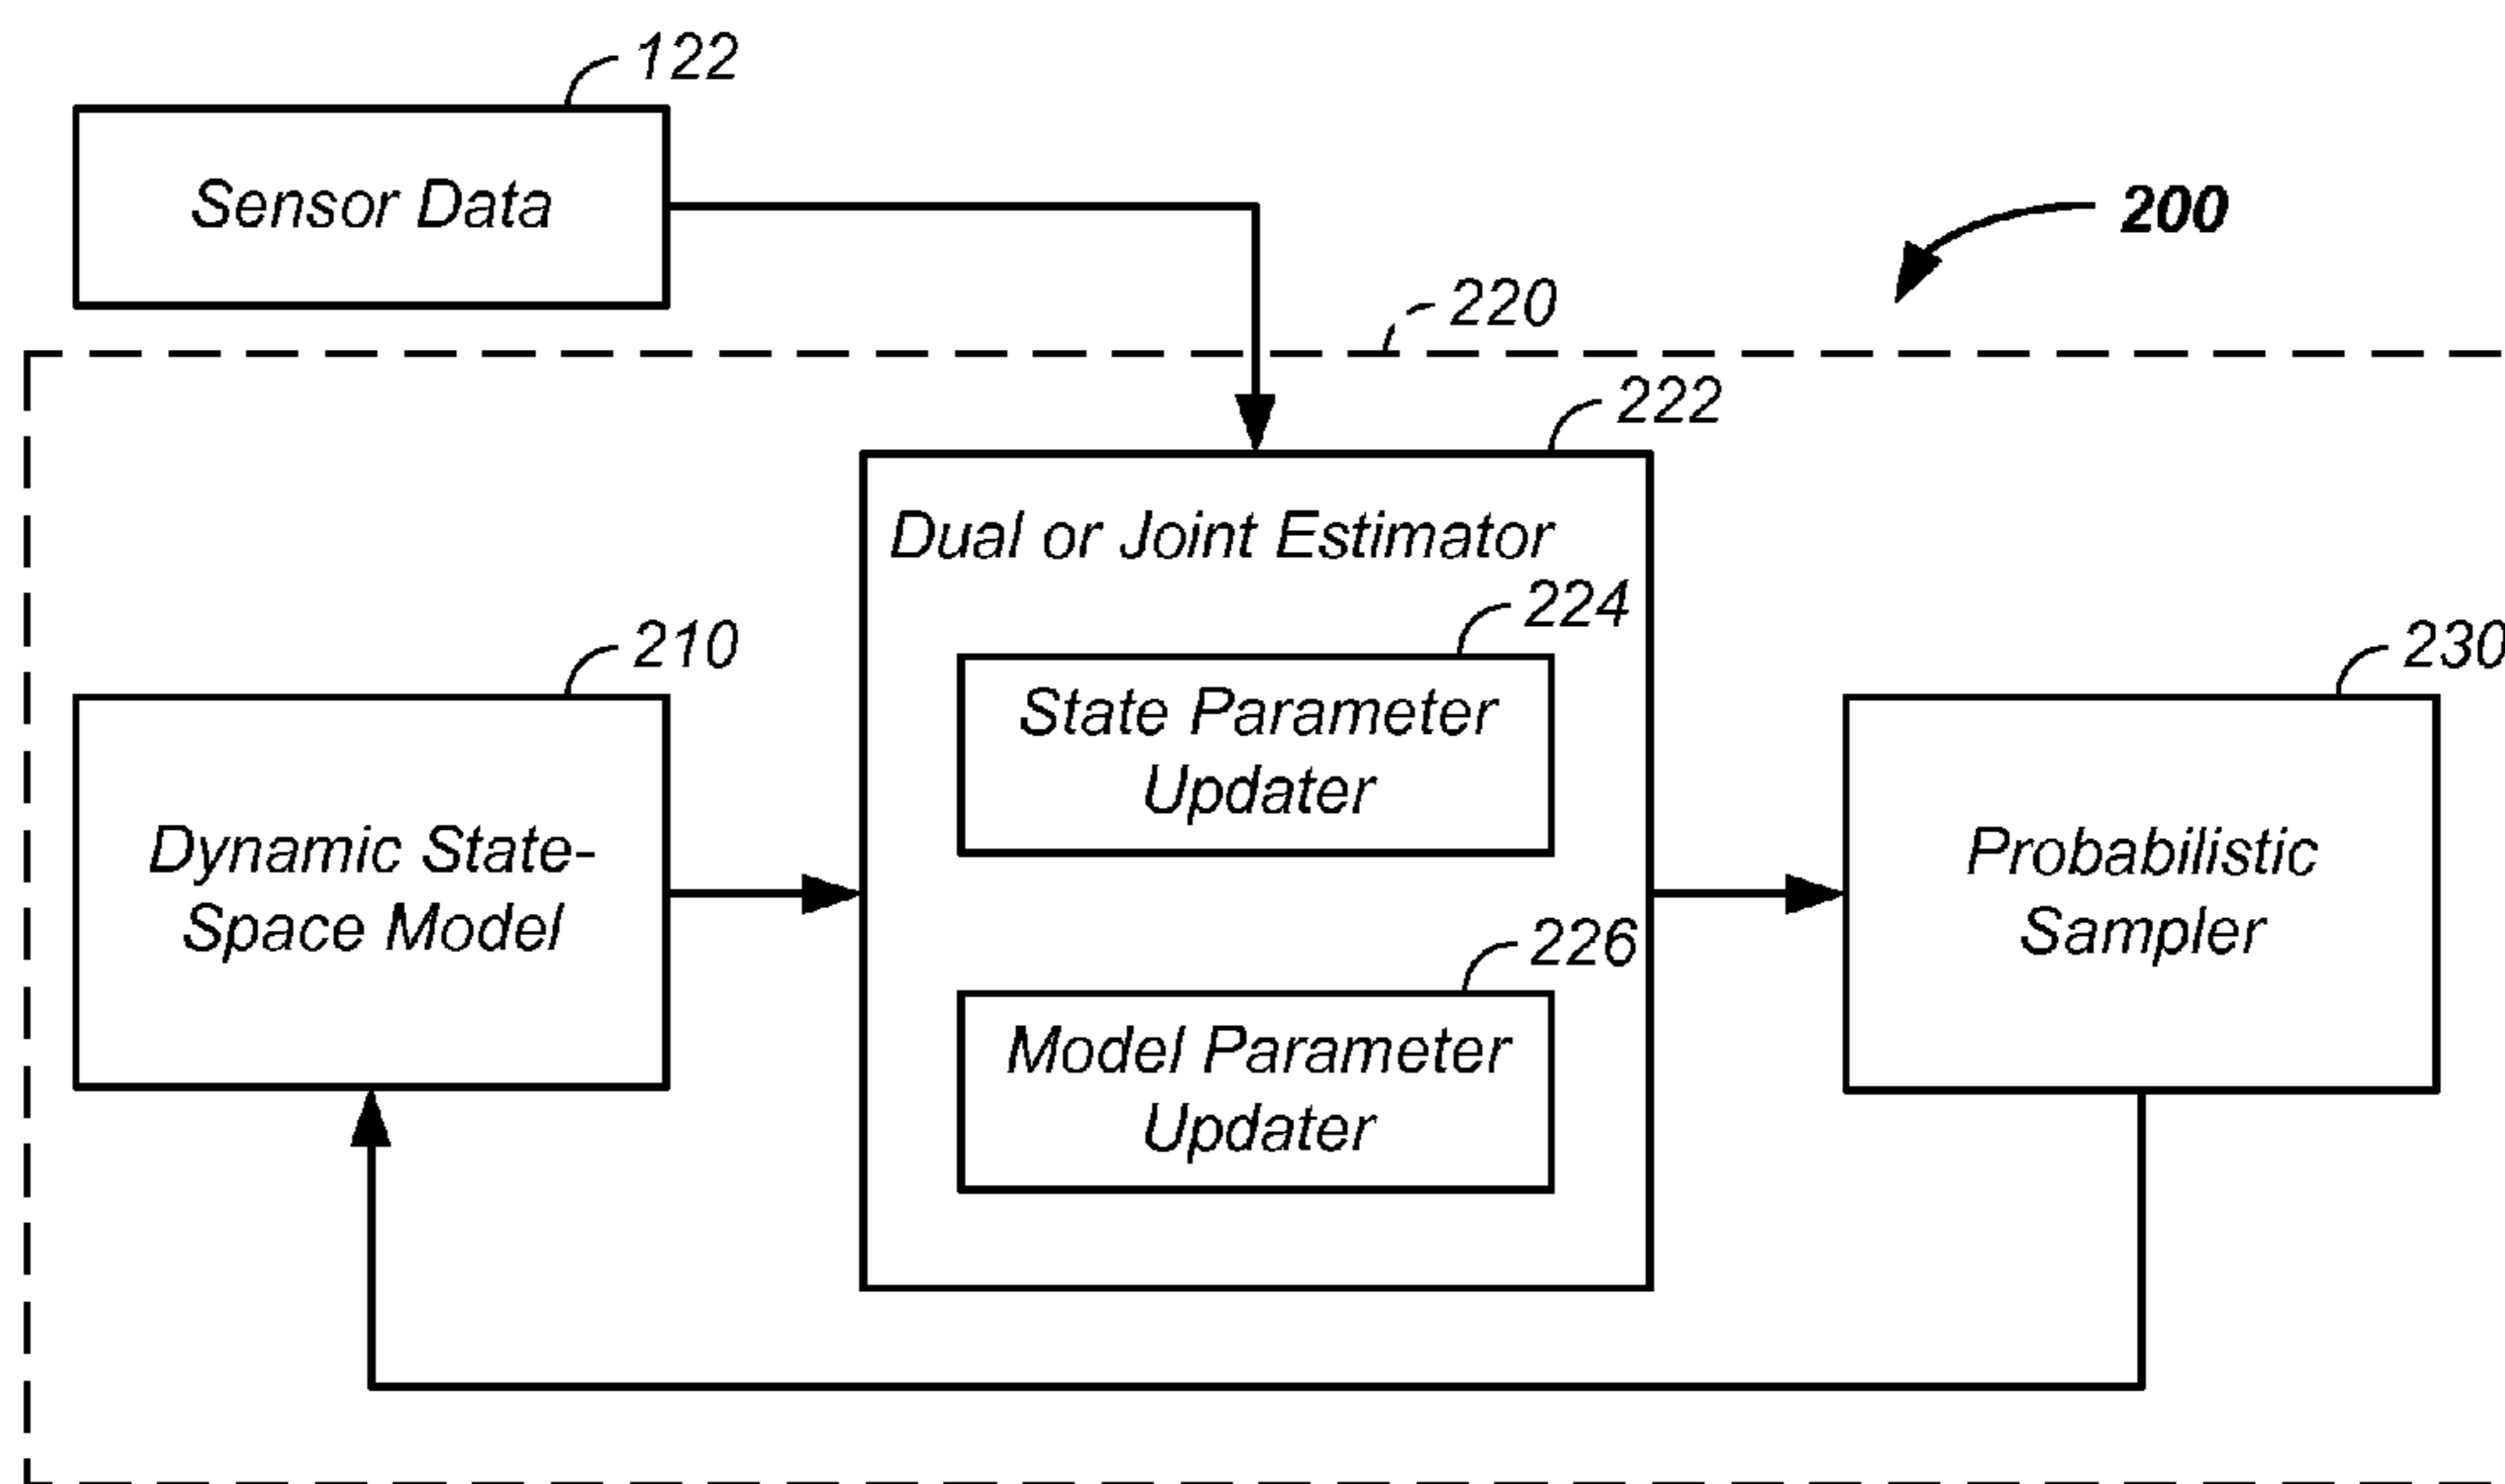 122
Sensor Data
200
220
222
Dual or Joint Estimator
224
State Parameter
Updater
210
Dynamic State-
Space Model
230
Probabilistic
Sampler
226
Model Parameter
Updater